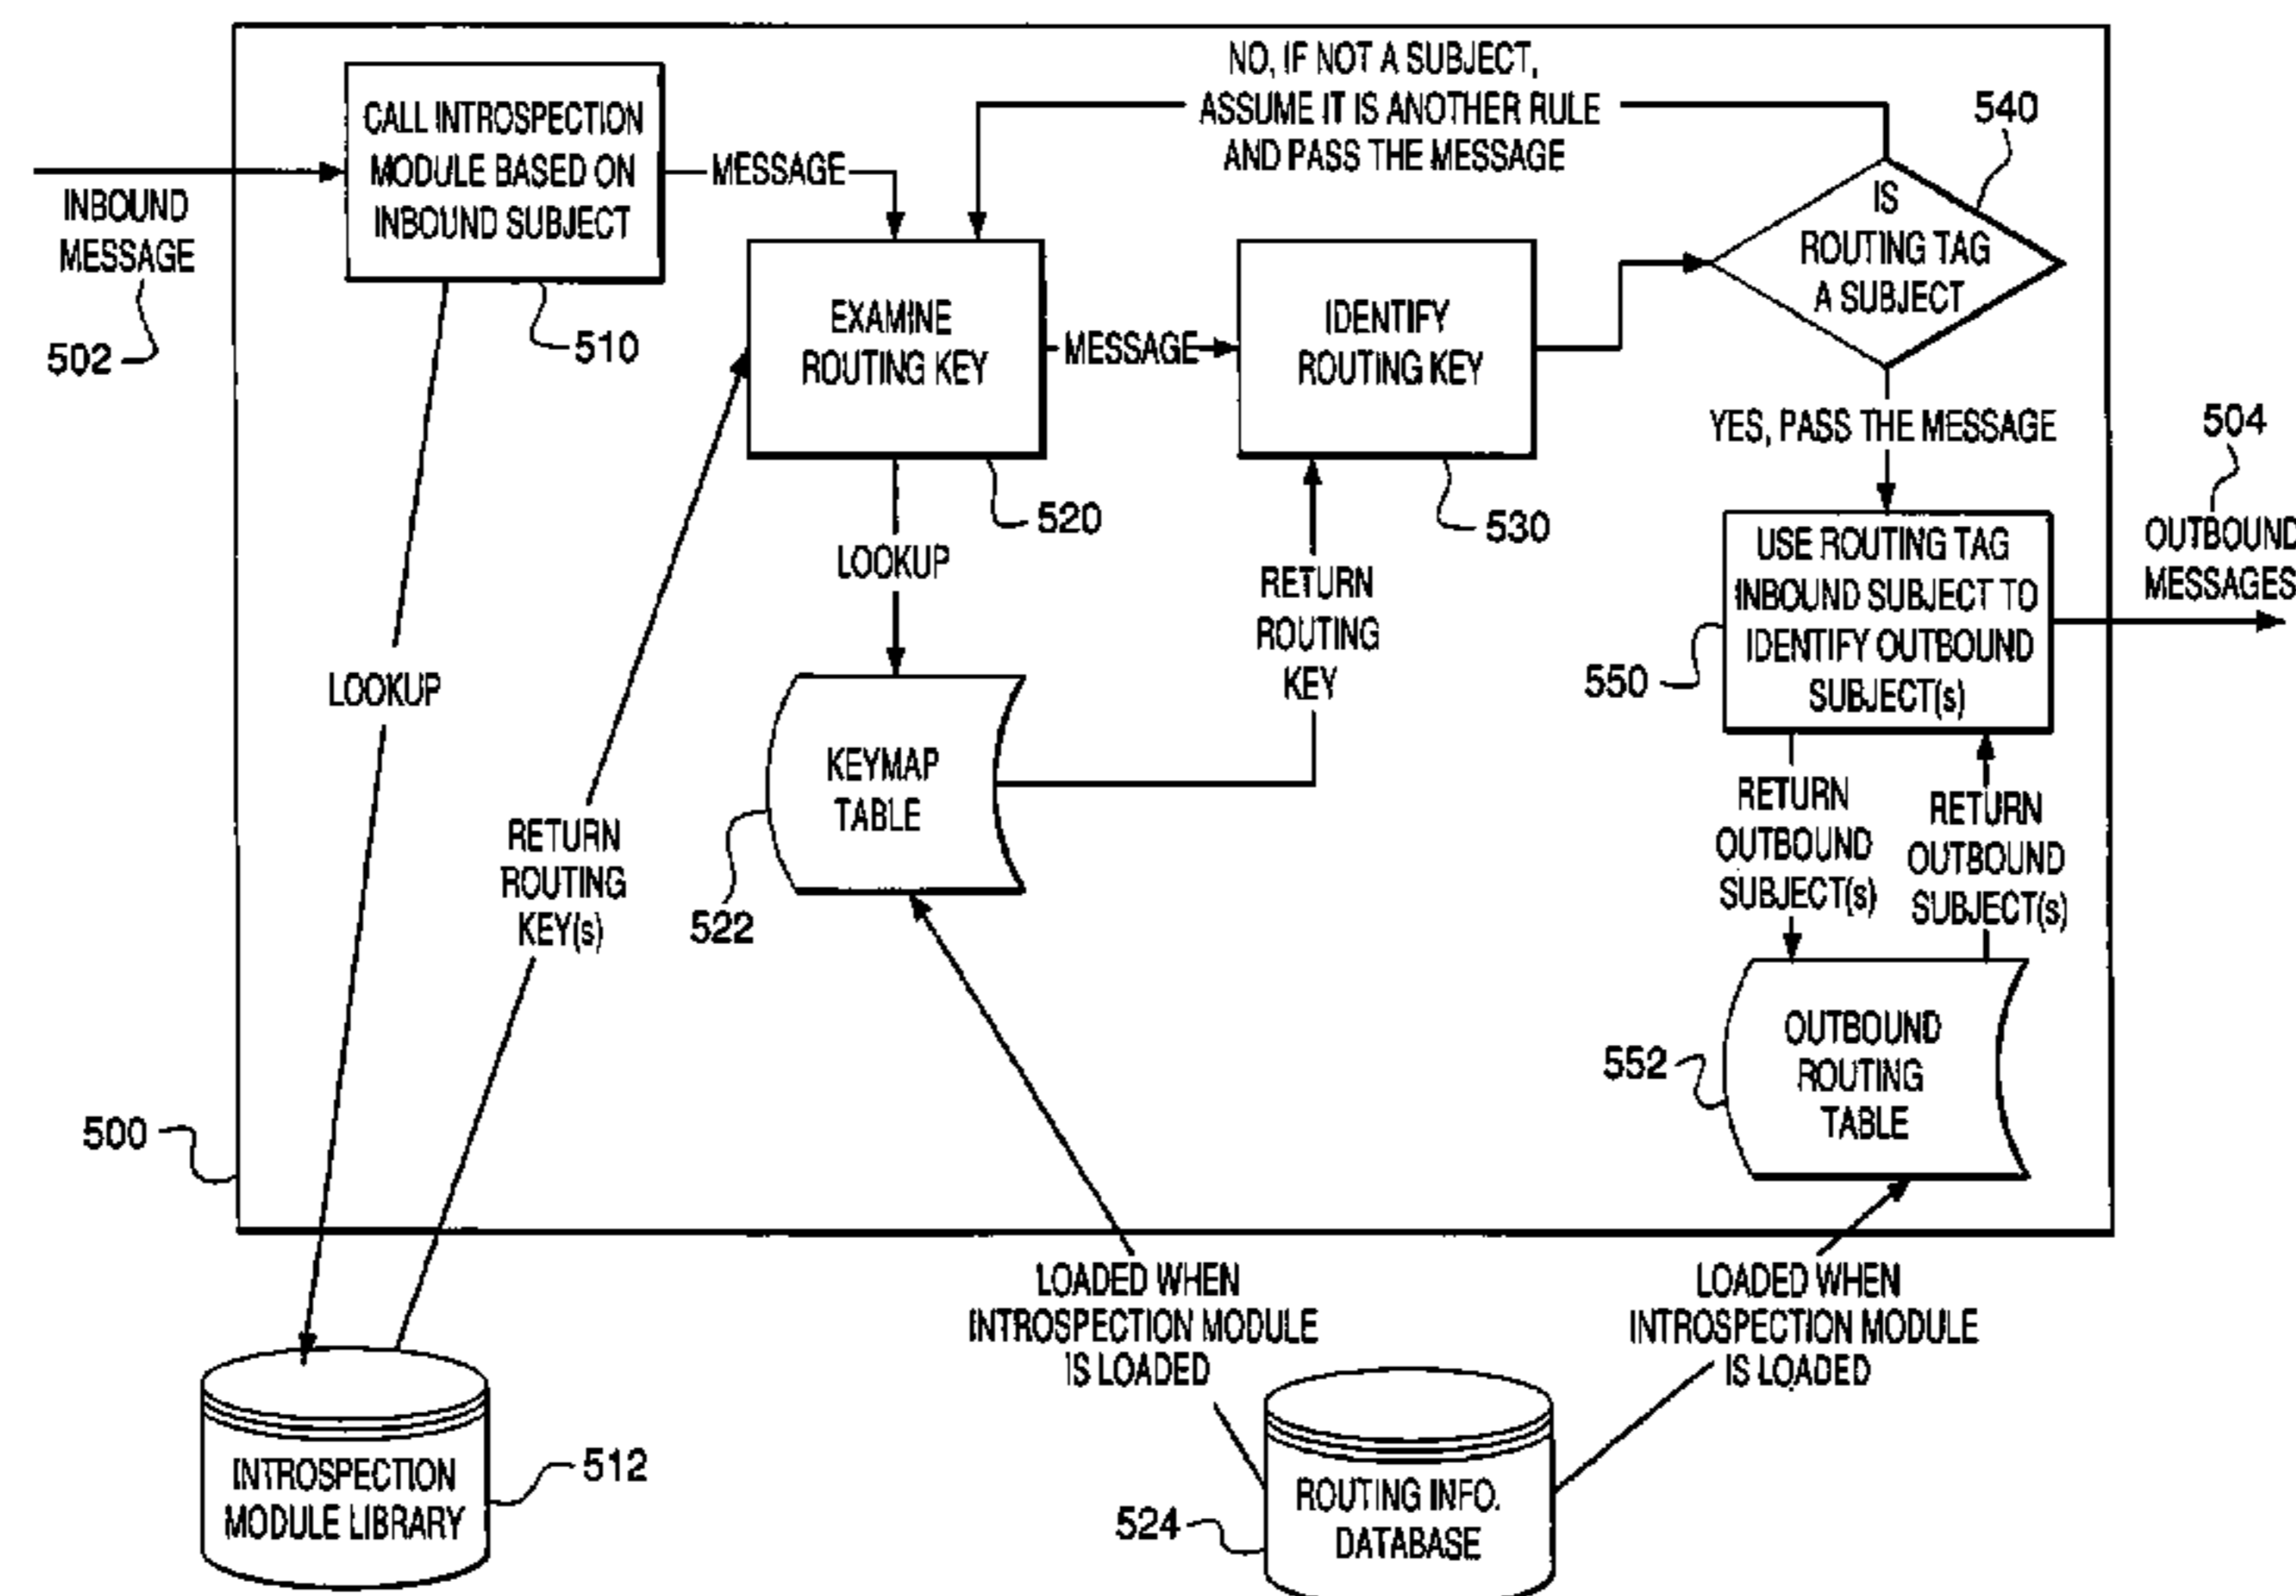 NO, IF NOT A SUBJECT,
ASSUME IT IS ANOTHER RULE
AND PASS THE MESSAGE
540
CALL INTROSPECTION
MODULE BASED ON
INBOUND SUBJECT
MESSAGE
INBOUND
MESSAGE
502
510
IS
ROUTING TAG
A SUBJECT
EXAMINE
ROUTING KEY
MESSAGE
IDENTIFY
ROUTING KEY
YES, PASS THE MESSAGE
504
OUTBOUND
MESSAGES
520
530
LOOKUP
LOOKUP
RETURN
ROUTING
KEY
USE ROUTING TAG
INBOUND SUBJECT TO
IDENTIFY OUTBOUND
SUBJECT(s)
550
KEYMAP
TABLE
522
RETURN
ROUTING
KEY(s)
RETURN
OUTBOUND
SUBJECT(s)
RETURN
OUTBOUND
SUBJECT(s)
OUTBOUND
ROUTING
TABLE
552
500
LOADED WHEN
INTROSPECTION MODULE
IS LOADED
LOADED WHEN
INTROSPECTION MODULE
IS LOADED
INTROSPECTION
MODULE LIBRARY
512
ROUTING INFO.
DATABASE
524